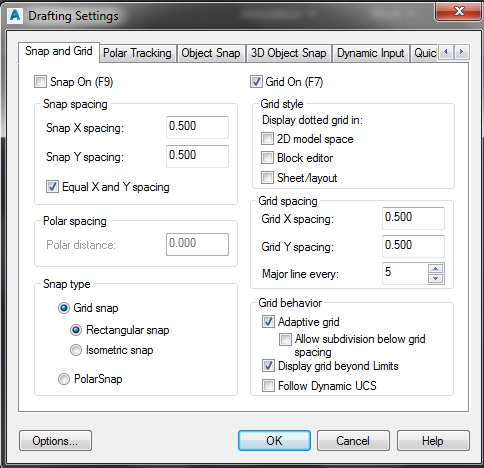 Drafting Settings
Snap and Grid
Polar Tracking
Object Snap
3D Object Snap
Dynamic Input
Quic
Snap On (F9)
Snap spacing
Snap X spacing: 0.500
Snap Y spacing: 0.500
Equal X and Y spacing
Polar spacing
Polar distance: 0.000
Snap type
Grid snap
Rectangular snap
Isometric snap
PolarSnap
Grid On (F7)
Grid style
Display dotted grid in:
2D model space
Block editor
Sheet/layout
Grid spacing
Grid X spacing: 0.500
Grid Y spacing: 0.500
Major line every: 5
Grid behavior
Adaptive grid
Allow subdivision below grid
spacing
Display grid beyond Limits
Follow Dynamic UCS
Options...
OK
Cancel
Help